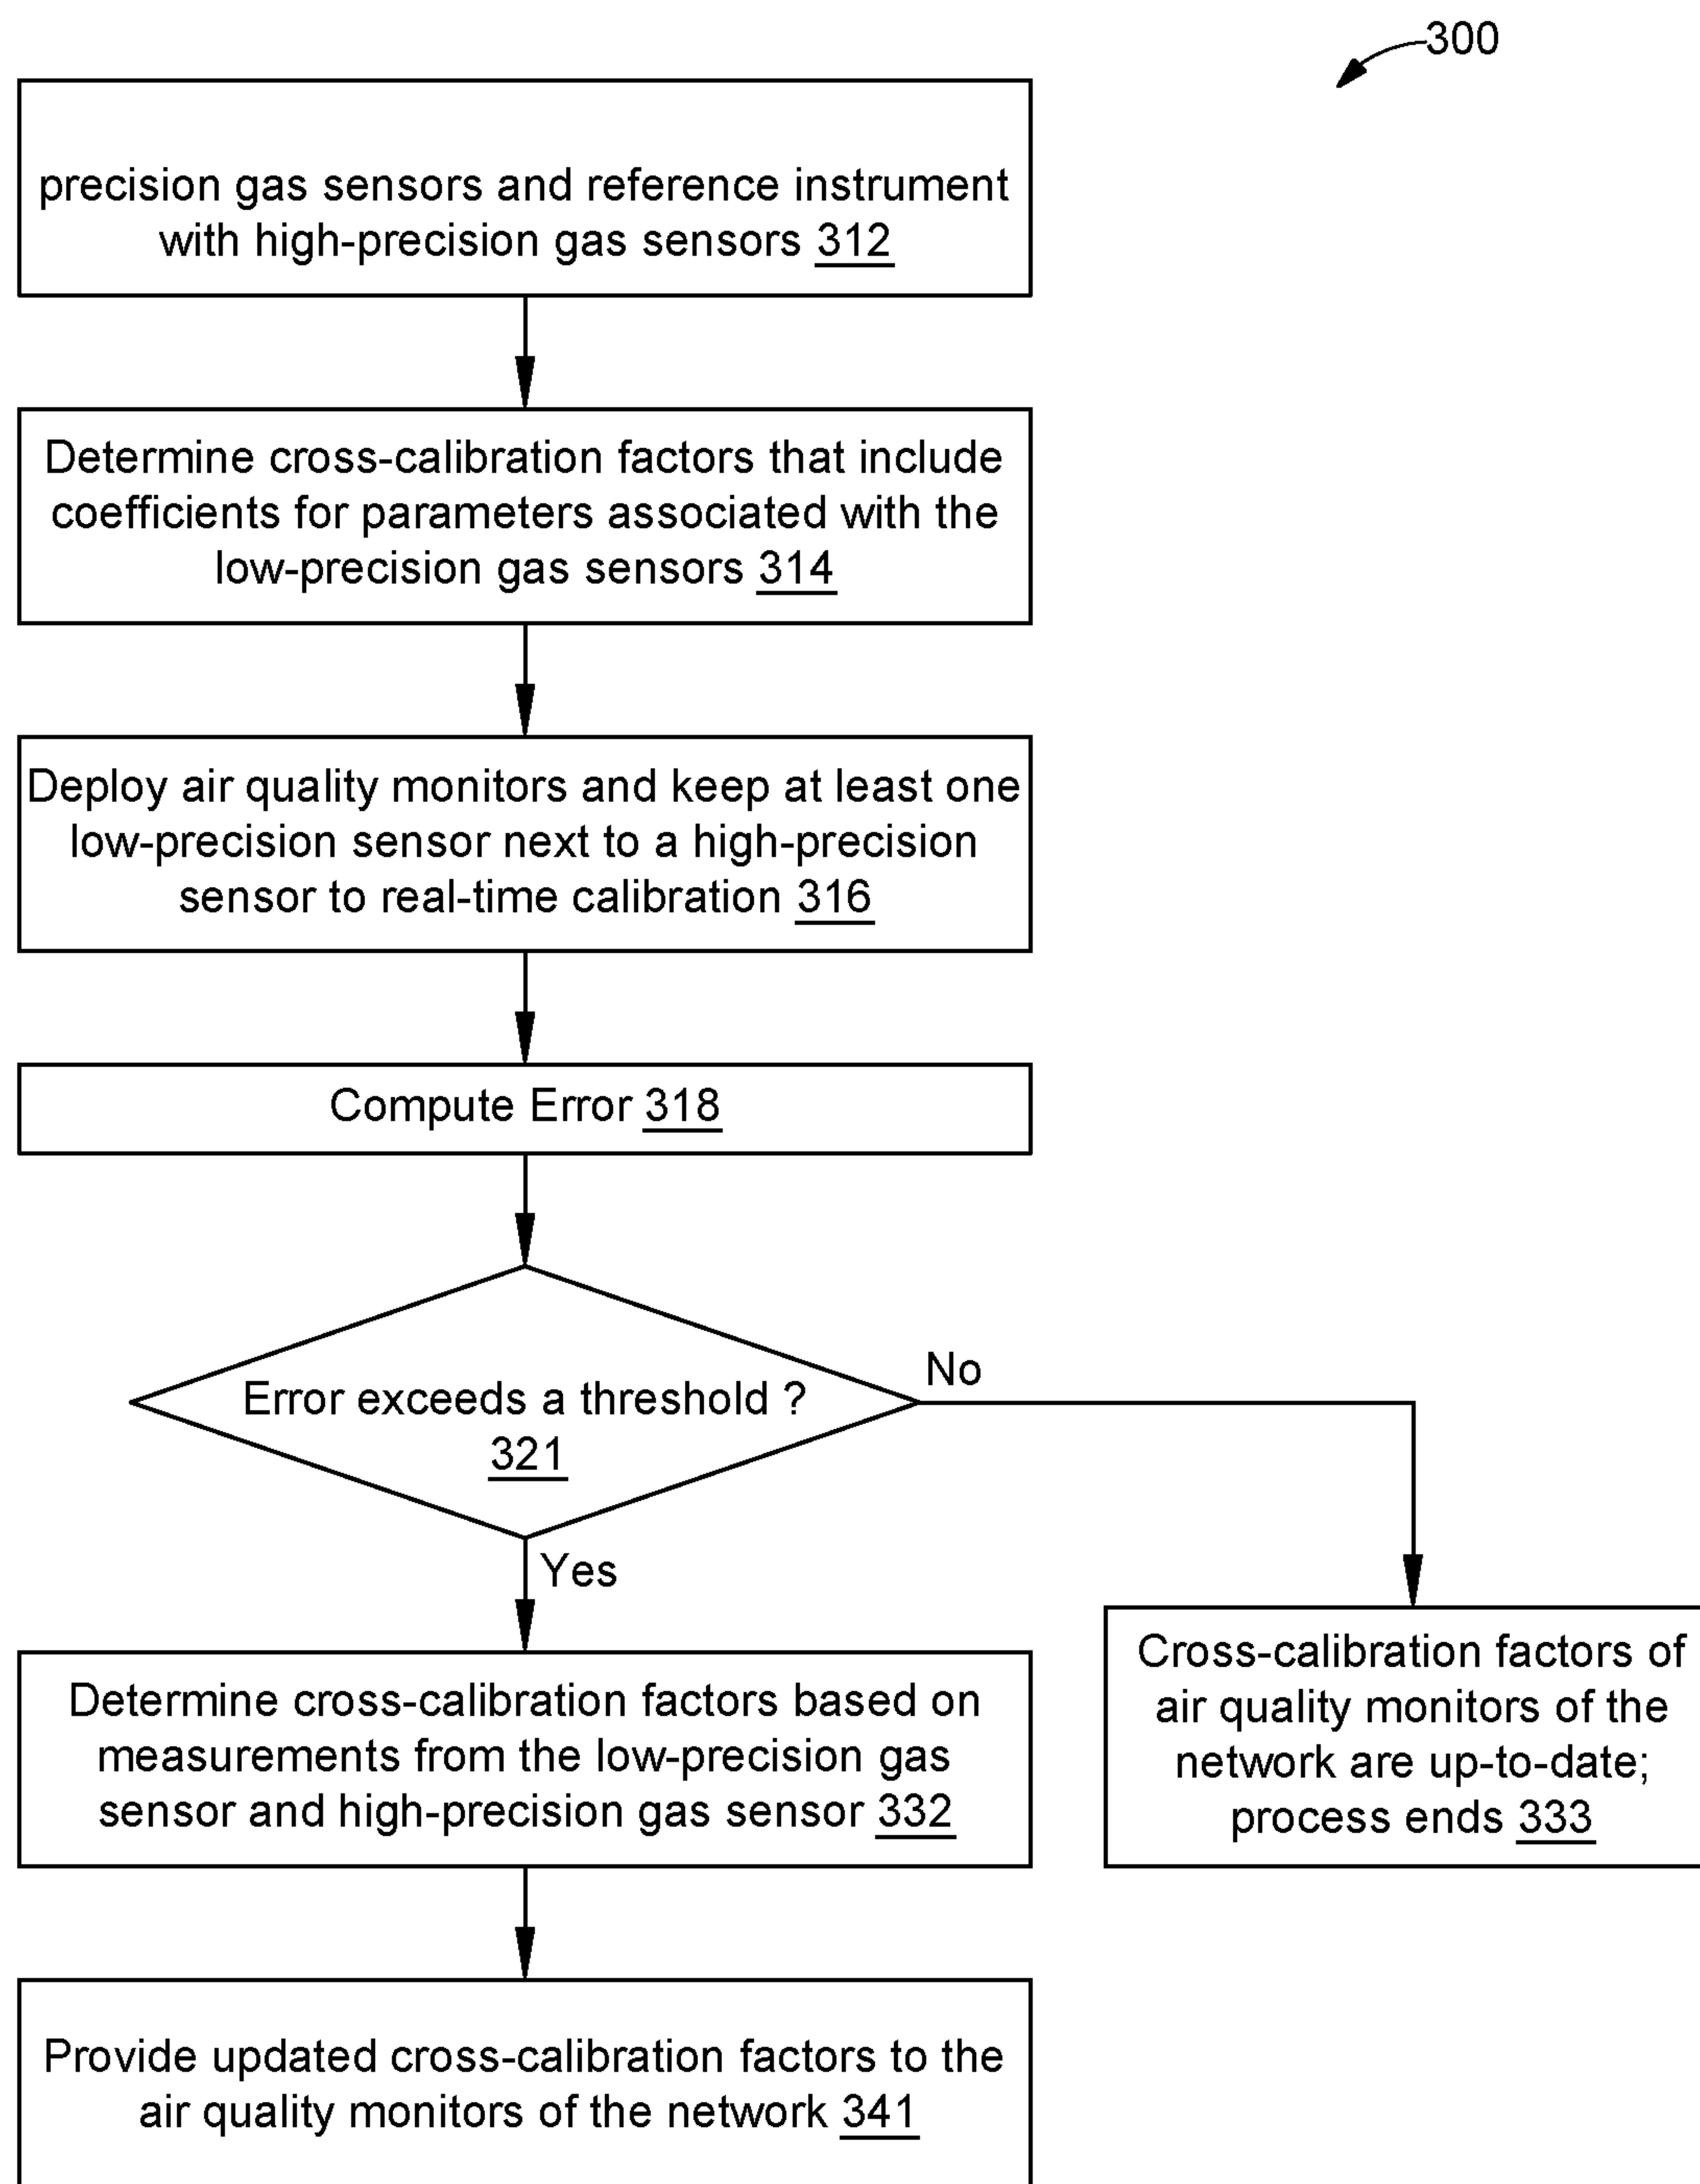 300
precision gas sensors and reference instrument
with high-precision gas sensors 312
Determine cross-calibration factors that include
coefficients for parameters associated with the
low-precision gas sensors 314
Deploy air quality monitors and keep at least one
low-precision sensor next to a high-precision
sensor to real-time calibration 316
Compute Error 318
Error exceeds a threshold ?
321
No
Yes
Determine cross-calibration factors based on
measurements from the low-precision gas
sensor and high-precision gas sensor 332
Cross-calibration factors of
air quality monitors of the
network are up-to-date;
process ends 333
Provide updated cross-calibration factors to the
air quality monitors of the network 341